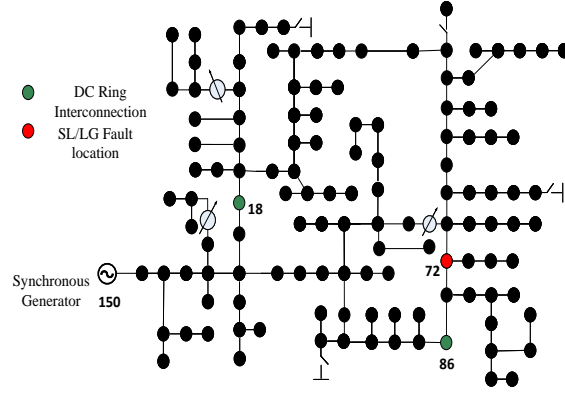 DC Ring
Interconnection
SL/LG Fault
location
18
72
Synchronous
Generator
150
86